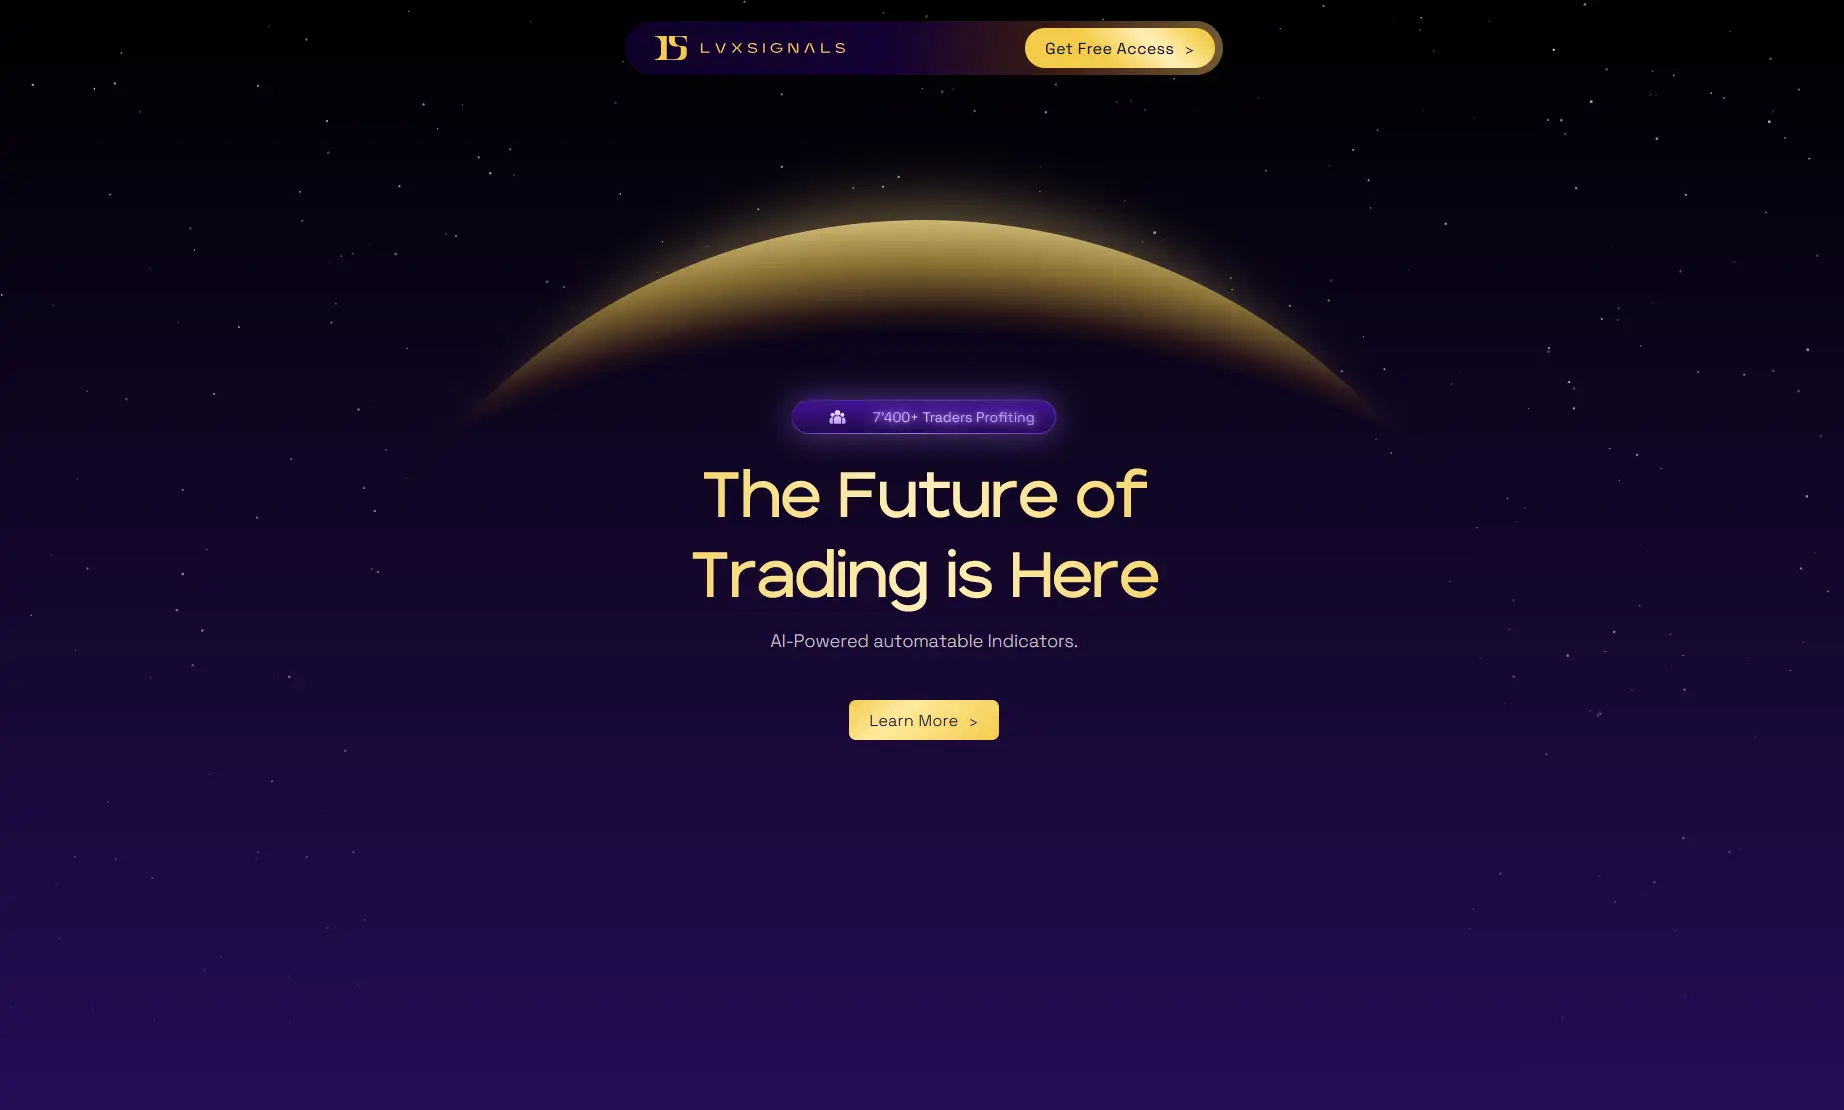 LVXSIGNALS
Get Free Access >
7'400+ Traders Profiting
The Future of
Trading is Here
AI-Powered automatable Indicators.
Learn More >